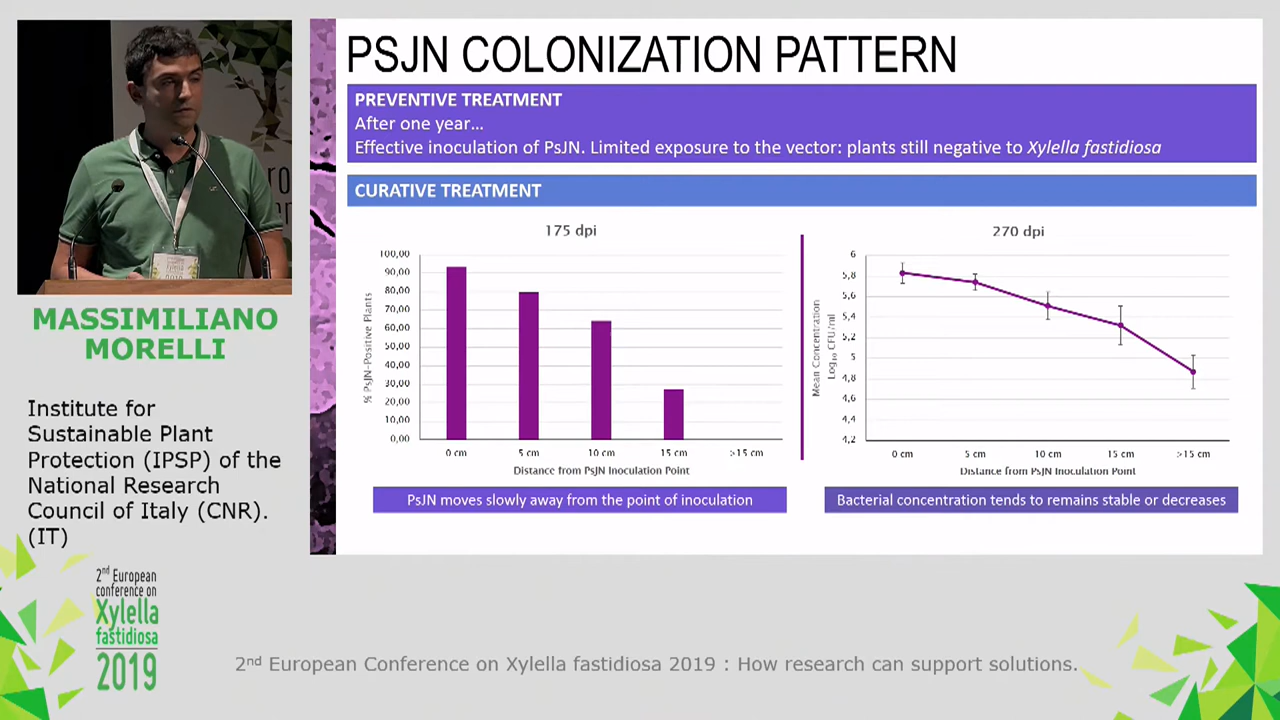 PSJN COLONIZATION PATTERN
PREVENTIVE TREATMENT
After one year...
Effective inoculation of PsJN. Limited exposure to the vector: plants still negative to Xylella fastidiosa
CURATIVE TREATMENT
175 dpi
100,00
90,00
80,00
70,00
60,00
50,00
40,00
30,00
20,00
10,00
0,00
% PsJN-Positive Plants
0 cm
5 cm
10 cm
15 cm
>15 cm
Distance from PsJN Inoculation Point
PsJN moves slowly away from the point of inoculation
270 dpi
6
5,8
5,6
5,4
5,2
5
4,8
4,6
4,4
4,2
Mean Concentration
Log₁₀ CFU/ml
0 cm
5 cm
10 cm
15 cm
>15 cm
Distance from PsJN Inoculation Point
Bacterial concentration tends to remains stable or decreases
MASSIMILIANO
MORELLI
Institute for
Sustainable Plant
Protection (IPSP) of the
National Research
Council of Italy (CNR).
(IT)
2nd European
conference on
Xylella
fastidiosa
2019
2nd European Conference on Xylella fastidiosa 2019 : How research can support solutions.